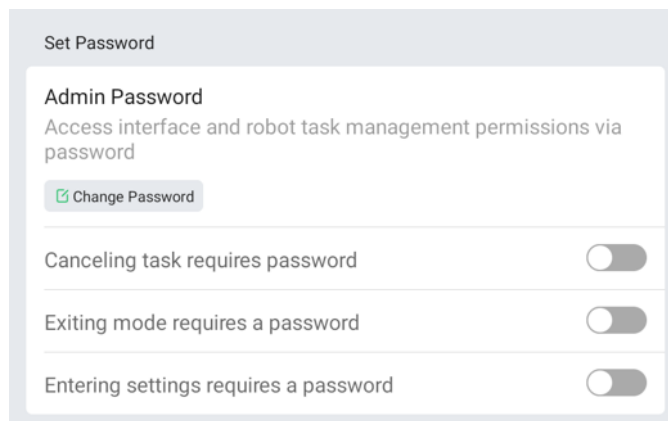 Set Password
Admin Password
Access interface and robot task management permissions via
password
Change Password
Canceling task requires password
Exiting mode requires a password
Entering settings requires a password